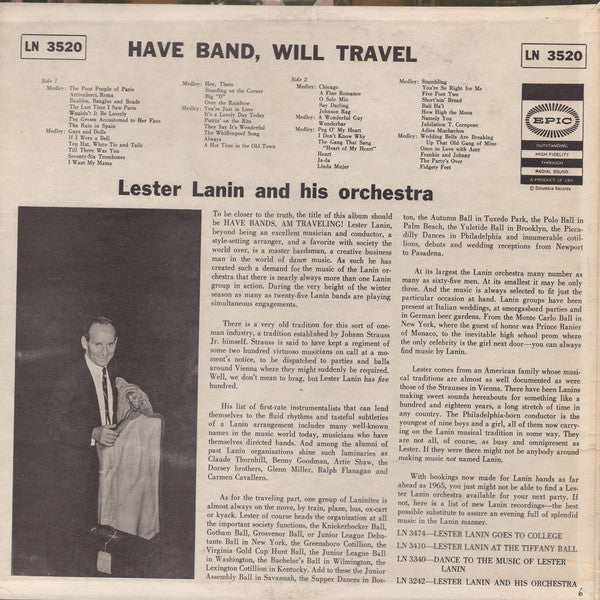 LN 3520
HAVE BAND, WILL TRAVEL
LN 3520
Side 1
Medley: The Poor People of Paris
Arrivederci, Roma
Baubles, Bangles and Beads
The Last Time I Saw Paris
Wouldn't It Be Loverly
I've Grown Accustomed to Her Face
The Rain in Spain
Medley: Guys and Dolls
If I Were a Bell
Top Hat, White Tie and Tails
Till There Was You
Seventy-Six Trombones
I Want My Mama
Medley: Hey, There
Standing on the Corner
Big "D"
Over the Rainbow
Medley: You're Just in Love
It's a Lovely Day Today
Puttin' on the Ritz
They Say It's Wonderful
The Whiffenpoof Song
Always
A Hot Time in the Old Town
Side 2
Medley: Chicago
A Fine Romance
O Sole Mio
Soy Darling
Johnson Rag
Medley: A Wonderful Guy
Wunderbar
Medley: Peg O' My Heart
I Don't Know Why
The Gang That Sang
"Heart of My Heart"
Heart
Ja-da
Linda Mujer
Medley: Stumbling
You're So Right for Me
Five Foot Two
Short'nin' Bread
Bali Ha'i
How High the Moon
Namely You
Jubilation T. Cornpone
Adios Muchachos
Medley: Wedding Bells Are Breaking
Up That Old Gang of Mine
Once in Love with Amy
Frankie and Johnny
The Party's Over
Fidgety Feet
EPIC
OUTSTANDING
HIGH FIDELITY
THROUGH
RADIAL SOUND
A PRODUCT OF CBS
© Columbia Records
Lester Lanin and his orchestra
To be closer to the truth, the title of this album should
be HAVE BANDS, AM TRAVELING! Lester Lanin,
beyond being an excellent musician and conductor, a
style-setting arranger, and a favorite with society the
world over, is a master bandsman, a creative business
man in the world of dance music. As such he has
created such a demand for the music of the Lanin or-
chestra that there is nearly always more than one Lanin
group in action. During the very height of the winter
season as many as twenty-five Lanin bands are playing
simultaneous engagements.
There is a very old tradition for this sort of one-
man industry, a tradition established by Johann Strauss
Jr. himself. Strauss is said to have kept a regiment of
some two hundred virtuoso musicians on call at a mo-
ment's notice, to be dispatched to parties and balls
around Vienna where they might suddenly be required.
Well, we don't mean to brag, but Lester Lanin has five
hundred.
His list of first-rate instrumentalists that can lend
themselves to the fluid rhythms and tasteful subtleties
of a Lanin arrangement includes many well-known
names in the music world today, musicians who have
themselves directed bands. And among the alumni of
past Lanin organizations shine such luminaries as
Claude Thornhill, Benny Goodman, Artie Shaw, the
Dorsey brothers, Glenn Miller, Ralph Flanagan and
Carmen Cavallero.
As for the traveling part, one group of Laninites is
almost always on the move, by train, plane, bus, ox-cart
or kyack. Lester of course heads the organization at all
the important society functions, the Knickerbocker Ball,
Gotham Ball, Grosvenor Ball, or Junior League Debu-
tante Ball in New York, the Greensboro Cotillion, the
Virginia Gold Cup Hunt Ball, the Junior League Ball
in Washington, the Bachelor's Ball in Wilmington, the
Lexington Cotillion in Kentucky. Add to these the Junior
Assembly Ball in Savannah, the Supper Dances in Bos-
ton, the Autumn Ball in Tuxedo Park, the Polo Ball in
Palm Beach, the Yuletide Ball in Brooklyn, the Picca-
dilly Dances in Philadelphia and innumerable cotil-
lions, debuts and wedding receptions from Newport
to Pasadena.
At its largest the Lanin orchestra many number as
many as sixty-five men. At its smallest it may be only
three. And the music is always selected to fit just the
particular occasion at hand. Lanin groups have been
present at Italian weddings, at smorgasbord parties and
in German beer gardens. From the Monte Carlo Ball in
New York, where the guest of honor was Prince Ranier
of Monaco, to the inevitable high school prom where
the only celebrity is the girl next door—you can always
find music by Lanin.
Lester comes from an American family whose musi-
cal traditions are almost as well documented as were
those of the Strausses in Vienna. There have been Lanins
making sweet sounds hereabouts for something like a
hundred and eighteen years, a long stretch of time in
any country. The Philadelphia-born conductor is the
youngest of nine boys and a girl, all of them now carry-
ing on the Lanin musical tradition in some way. They
are not all, of course, as busy and omnipresent as
Lester. If they were there might not be anybody around
making music not named Lanin.
With bookings now made for Lanin bands as far
ahead as 1965, you just might not be able to find a Les-
ter Lanin orchestra available for your next party. If
not, here is a list of new Lanin recordings—the best
possible substitute to assure an evening full of splendid
music in the Lanin manner.
LN 3474—LESTER LANIN GOES TO COLLEGE
LN 3410—LESTER LANIN AT THE TIFFANY BALL
LN 3340—DANCE TO THE MUSIC OF LESTER
LANIN
LN 3242—LESTER LANIN AND HIS ORCHESTRA
6